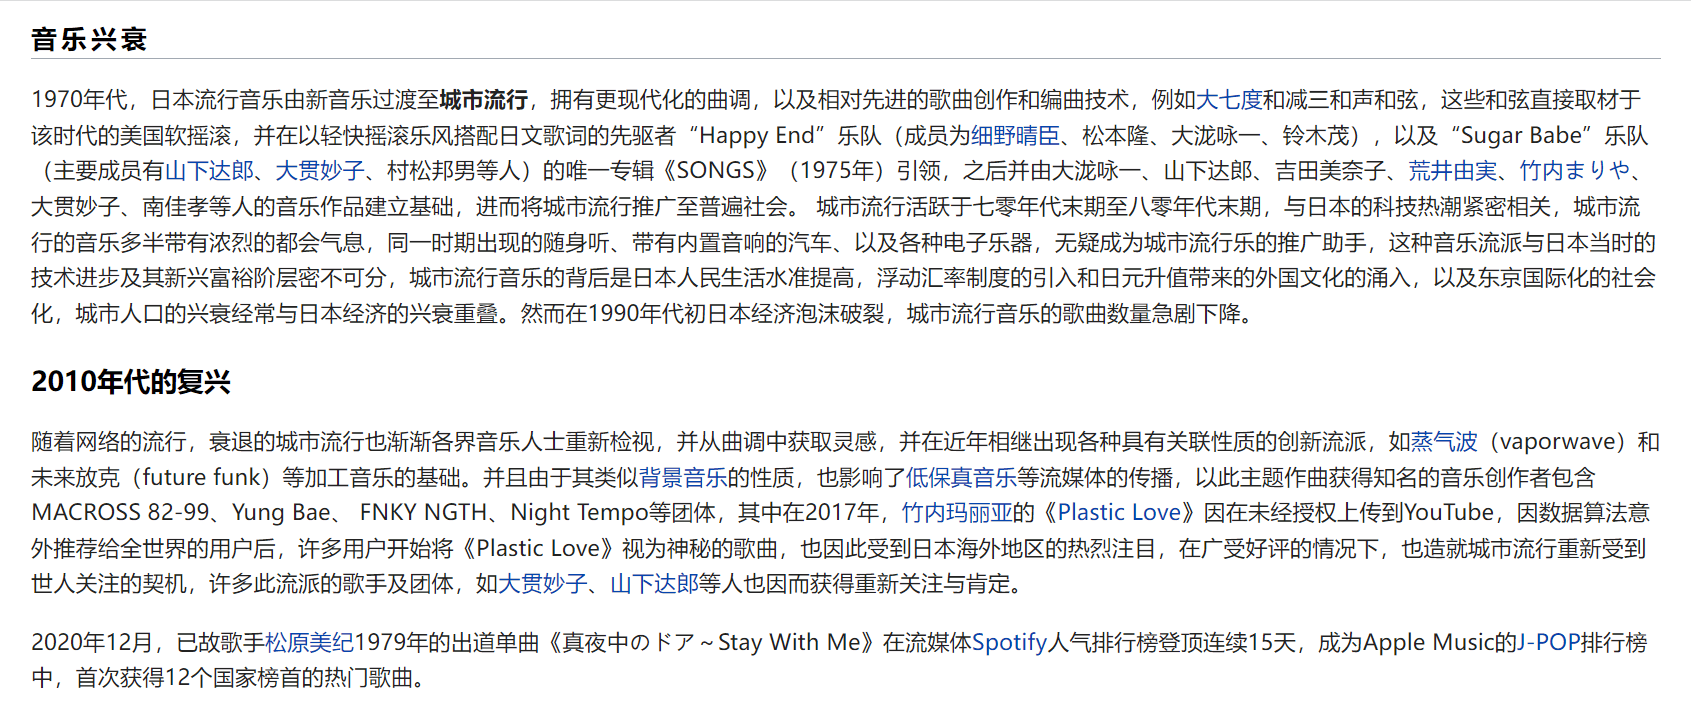 音乐兴衰
1970年代，日本流行音乐由新音乐过渡至城市流行，拥有更现代化的曲调，以及相对先进的歌曲创作和编曲技术，例如大七度和减三和声和弦，这些和弦直接取材于
该时代的美国软摇滚，并在以轻快摇滚乐风搭配日文歌词的先驱者“Happy End”乐队（成员为细野晴臣、松本隆、大泷咏一、铃木茂），以及“Sugar Babe”乐队
（主要成员有山下达郎、大贯妙子、村松邦男等人）的唯一专辑《SONGS》（1975年）引领，之后并由大泷咏一、山下达郎、吉田美奈子、荒井由実、竹内まりや、
大贯妙子、南佳孝等人的音乐作品建立基础，进而将城市流行推广至普遍社会。 城市流行活跃于七零年代末期至八零年代末期，与日本的科技热潮紧密相关，城市流
行的音乐多半带有浓烈的都会气息，同一时期出现的随身听、带有内置音响的汽车、以及各种电子乐器，无疑成为城市流行乐的推广助手，这种音乐流派与日本当时的
技术进步及其新兴富裕阶层密不可分，城市流行音乐的背后是日本人民生活水准提高，浮动汇率制度的引入和日元升值带来的外国文化的涌入，以及东京国际化的社会
化，城市人口的兴衰经常与日本经济的兴衰重叠。然而在1990年代初日本经济泡沫破裂，城市流行音乐的歌曲数量急剧下降。
2010年代的复兴
随着网络的流行，衰退的城市流行也渐渐各界音乐人士重新检视，并从曲调中获取灵感，并在近年相继出现各种具有关联性质的创新流派，如蒸气波（vaporwave）和
未来放克（future funk）等加工音乐的基础。并且由于其类似背景音乐的性质，也影响了低保真音乐等流媒体的传播，以此主题作曲获得知名的音乐创作者包含
MACROSS 82-99、Yung Bae、 FNKY NGTH、Night Tempo等团体，其中在2017年，竹内玛丽亚的《Plastic Love》因在未经授权上传到YouTube，因数据算法意
外推荐给全世界的用户后，许多用户开始将《Plastic Love》视为神秘的歌曲，也因此受到日本海外地区的热烈注目，在广受好评的情况下，也造就城市流行重新受到
世人关注的契机，许多此流派的歌手及团体，如大贯妙子、山下达郎等人也因而获得重新关注与肯定。
2020年12月，已故歌手松原美纪1979年的出道单曲《真夜中のドア～Stay With Me》在流媒体Spotify人气排行榜登顶连续15天，成为Apple Music的J-POP排行榜
中，首次获得12个国家榜首的热门歌曲。